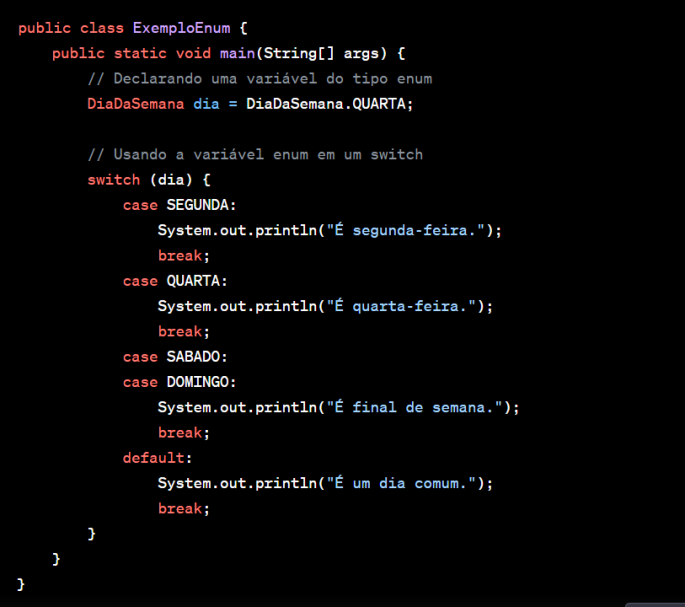 public class ExemploEnum {
    public static void main(String[] args) {
        // Declarando uma variável do tipo enum
        DiaDaSemana dia = DiaDaSemana.QUARTA;

        // Usando a variável enum em um switch
        switch (dia) {
            case SEGUNDA:
                System.out.println("É segunda-feira.");
                break;
            case QUARTA:
                System.out.println("É quarta-feira.");
                break;
            case SABADO:
            case DOMINGO:
                System.out.println("É final de semana.");
                break;
            default:
                System.out.println("É um dia comum.");
                break;
        }
    }
}